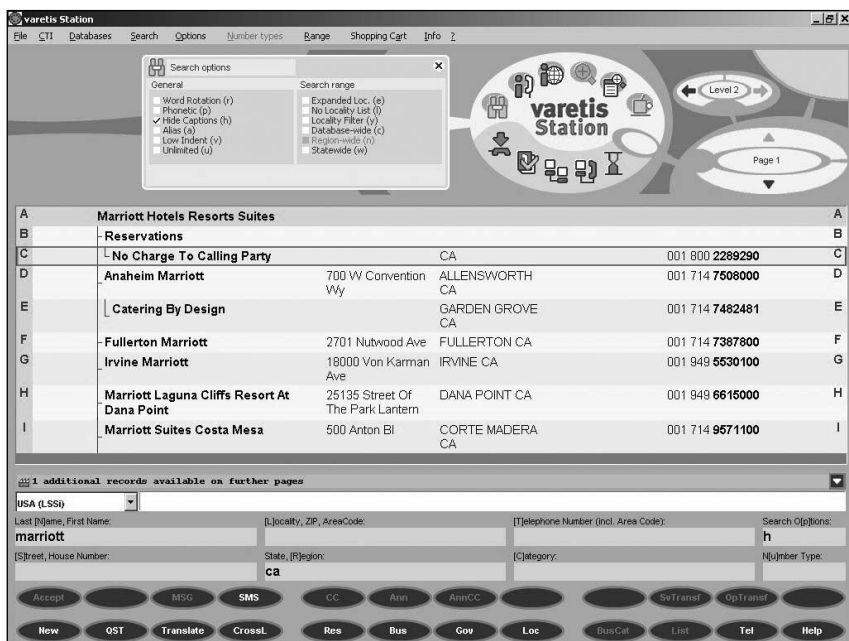 varetis Station
File CTI Databases Search Options Number types Range Shopping Cart Info ?
Search options
General
Word Rotation (r)
Phonetic (p)
Hide Captions (h)
Alias (a)
Low Indent (v)
Unlimited (u)
Search range
Expanded Loc. (e)
No Locality List (l)
Locality Filter (y)
Database-wide (c)
Region-wide (n)
Statewide (w)
varetis
Station
Level 2
Page 1
A Marriott Hotels Resorts Suites A
B Reservations B
C No Charge To Calling Party CA 001 800 2289290 C
D Anaheim Marriott 700 W Convention Wy ALLENSWORTH CA 001 714 7508000 D
E Catering By Design GARDEN GROVE CA 001 714 7482481 E
F Fullerton Marriott 2701 Nutwood Ave FULLERTON CA 001 714 7387800 F
G Irvine Marriott 18000 Von Karman Ave IRVINE CA 001 949 5530100 G
H Marriott Laguna Cliffs Resort At Dana Point 25135 Street Of The Park Lantern DANA POINT CA 001 949 6615000 H
I Marriott Suites Costa Mesa 500 Anton Bl CORTE MADERA CA 001 714 9571100 I
1 additional records available on further pages
USA (LSSi)
Last [N]ame, First Name: [L]ocality, ZIP, AreaCode: [T]elephone Number (incl. Area Code): Search O[p]tions:
marriott h
[S]treet, House Number: State, [R]egion: [C]ategory: N[u]mber Type:
ca
Accept MSG SMS CC Ann AnnCC SvTransf OpTransf
New QST Translate CrossL Res Bus Gov Loc BusCat List Tel Help